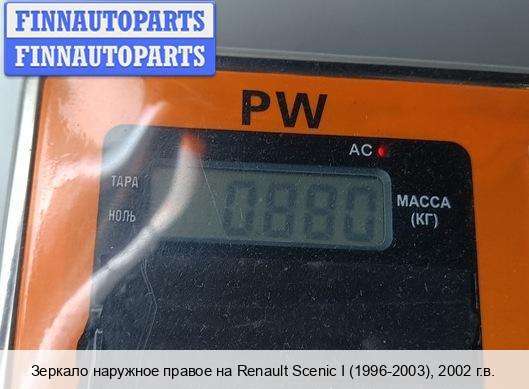 FINNAUTOPARTS
FINNAUTOPARTS
PW
AC
ТАРА
НОЛЬ
0880
МАССА
(КГ)
Зеркало наружное правое на Renault Scenic I (1996-2003), 2002 г.в.